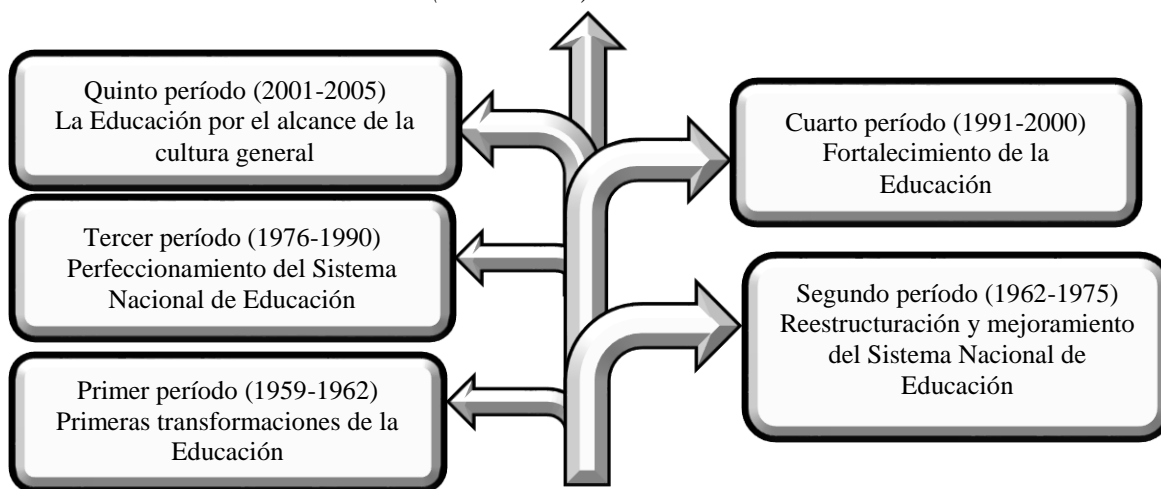 Quinto período (2001-2005)
La Educación por el alcance de la
cultura general
Cuarto período (1991-2000)
Fortalecimiento de la
Educación
Tercer período (1976-1990)
Perfeccionamiento del Sistema
Nacional de Educación
Segundo período (1962-1975)
Reestructuración y mejoramiento
del Sistema Nacional de
Educación
Primer período (1959-1962)
Primeras transformaciones de la
Educación